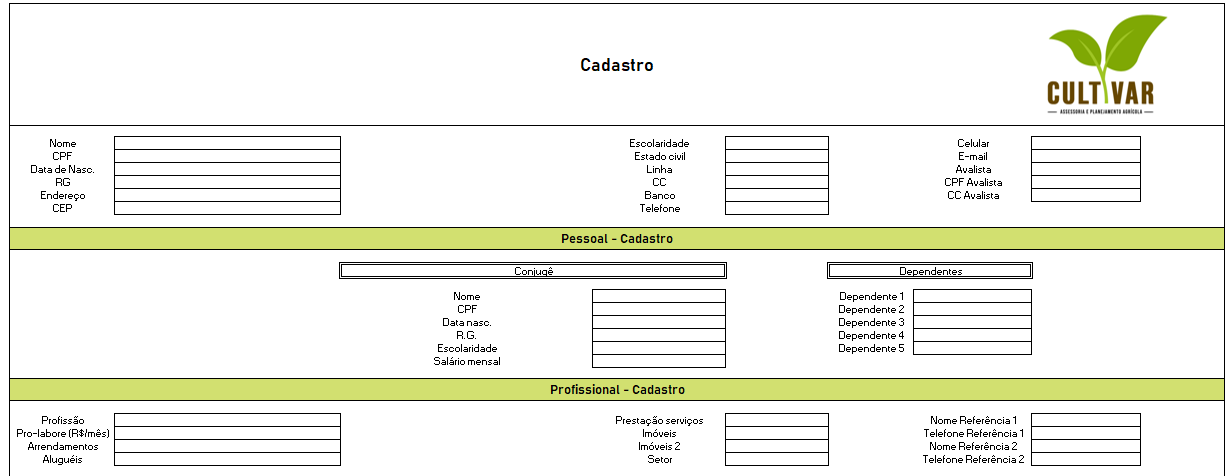 Cadastro
CULTIVAR
ASSESSORIA E PLANEJAMENTO AGRÍCOLA
Nome
CPF
Data de Nasc.
RG
Endereço
CEP
Escolaridade
Estado civil
Linha
CC
Banco
Telefone
Celular
E-mail
Avalista
CPF Avalista
CC Avalista
Pessoal - Cadastro
Conjugê
Nome
CPF
Data nasc.
R.G.
Escolaridade
Salário mensal
Dependentes
Dependente 1
Dependente 2
Dependente 3
Dependente 4
Dependente 5
Profissional - Cadastro
Profissão
Pro-labore (R$/mês)
Arrendamentos
Aluguéis
Prestação serviços
Imóveis
Imóveis 2
Setor
Nome Referência 1
Telefone Referência 1
Nome Referência 2
Telefone Referência 2